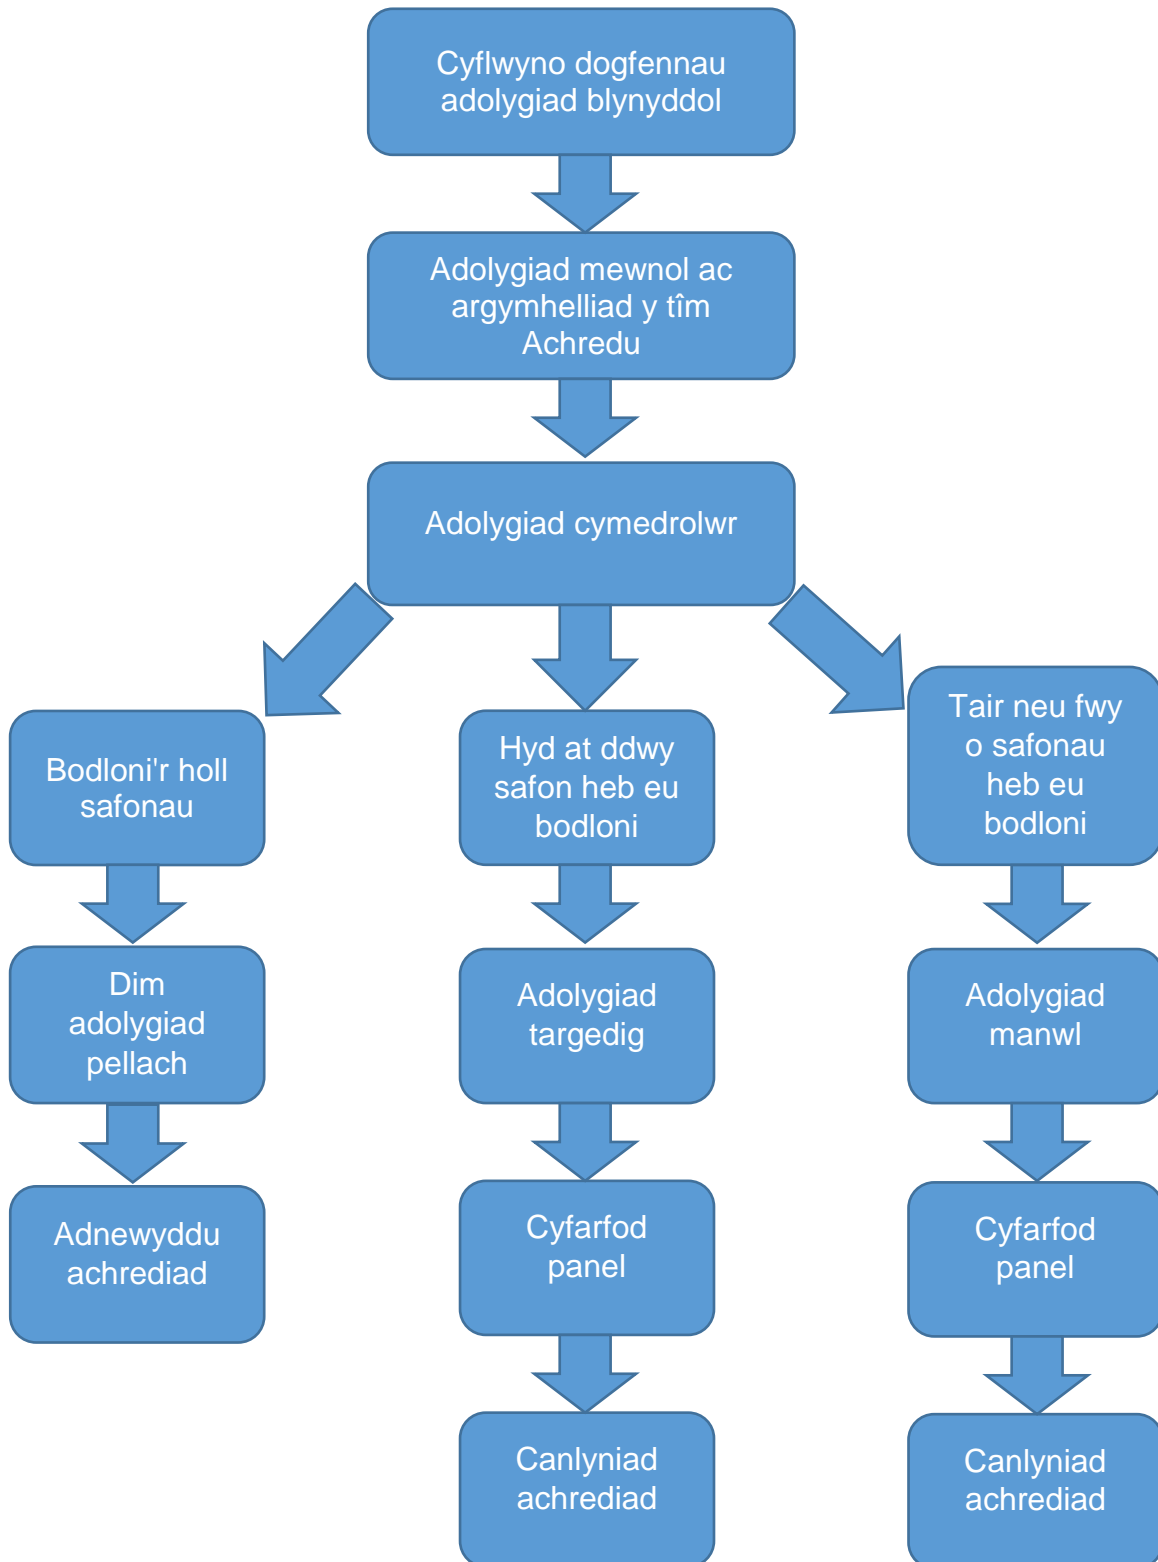 Cyflwyno dogfennau
adolygiad blynyddol
Adolygiad mewnol ac
argymhelliad y tîm
Achredu
Adolygiad cymedrolwr
Bodloni'r holl
safonau
Hyd at ddwy
safon heb eu
bodloni
Tair neu fwy
o safonau
heb eu
bodloni
Dim
adolygiad
pellach
Adolygiad
targedig
Adolygiad
manwl
Adnewyddu
achrediad
Cyfarfod
panel
Cyfarfod
panel
Canlyniad
achrediad
Canlyniad
achrediad